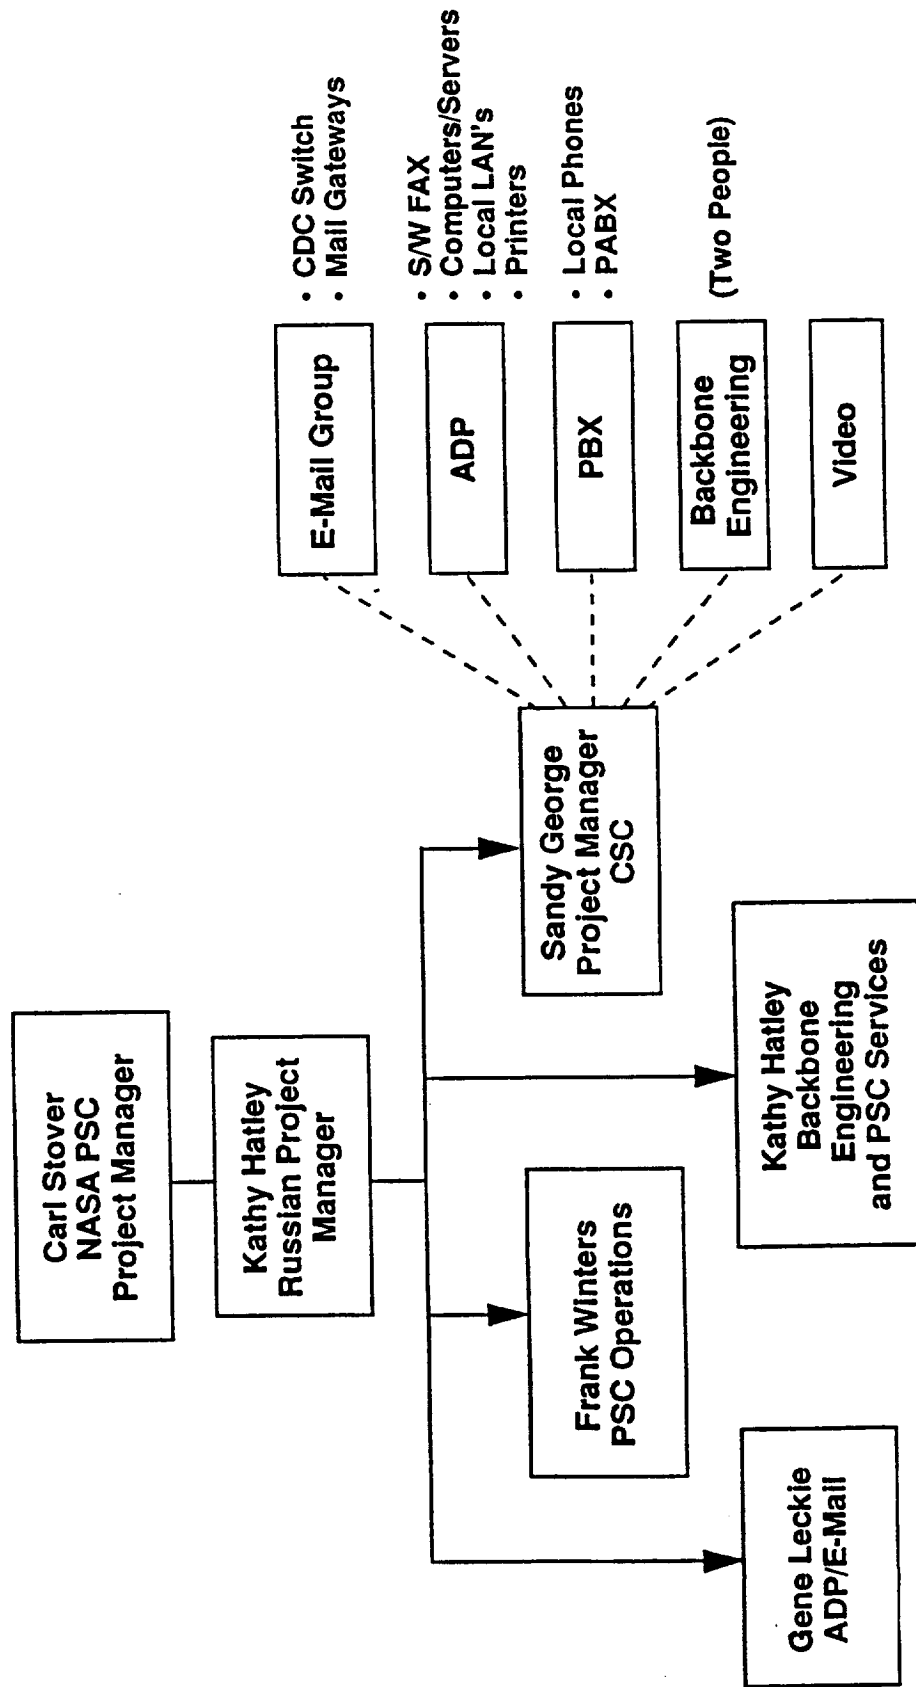 Carl Stover
NASA PSC
Project Manager
Kathy Hatley
Russian Project
Manager
Gene Leckie
ADP/E-Mail
Frank Winters
PSC Operations
Kathy Hatley
Backbone
Engineering
and PSC Services
Sandy George
Project Manager
CSC
E-Mail Group
• CDC Switch
• Mail Gateways
ADP
• S/W FAX
• Computers/Servers
• Local LAN's
• Printers
PBX
• Local Phones
• PABX
Backbone
Engineering
(Two People)
Video